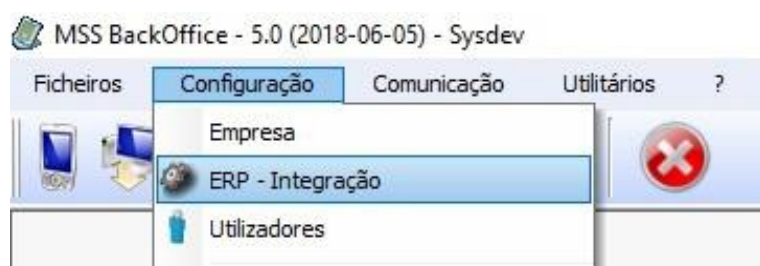 MSS BackOffice - 5.0 (2018-06-05) - Sysdev
Ficheiros Configuração Comunicação Utilitários ?
Empresa
ERP - Integração
Utilizadores